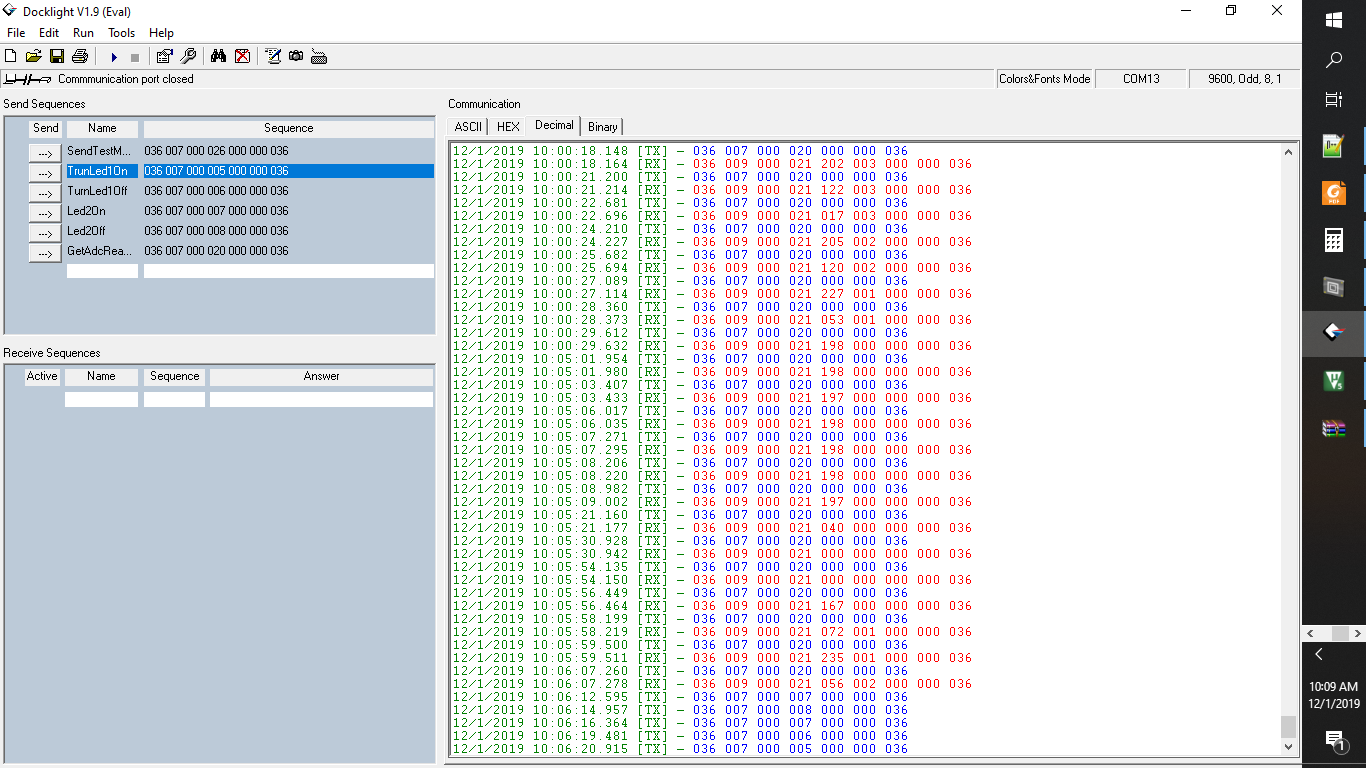 Docklight V1.9 (Eval)
File Edit Run Tools Help
Commmunication port closed
Colors&Fonts Mode COM13 9600, Odd, 8, 1
Send Sequences
Send Name Sequence
---> SendTestM... 036 007 000 026 000 000 036
---> TrunLed1On 036 007 000 005 000 000 036
---> TurnLed1Off 036 007 000 006 000 000 036
---> Led2On 036 007 000 007 000 000 036
---> Led2Off 036 007 000 008 000 000 036
---> GetAdcRea... 036 007 000 020 000 000 036
Receive Sequences
Active Name Sequence Answer
Communication
ASCII HEX Decimal Binary
12/1/2019 10:00:18.148 [TX] - 036 007 000 020 000 000 036
12/1/2019 10:00:18.164 [RX] - 036 009 000 021 202 003 000 000 036
12/1/2019 10:00:21.200 [TX] - 036 007 000 020 000 000 036
12/1/2019 10:00:21.214 [RX] - 036 009 000 021 122 003 000 000 036
12/1/2019 10:00:22.681 [TX] - 036 007 000 020 000 000 036
12/1/2019 10:00:22.696 [RX] - 036 009 000 021 017 003 000 000 036
12/1/2019 10:00:24.210 [TX] - 036 007 000 020 000 000 036
12/1/2019 10:00:24.227 [RX] - 036 009 000 021 205 002 000 000 036
12/1/2019 10:00:25.682 [TX] - 036 007 000 020 000 000 036
12/1/2019 10:00:25.694 [RX] - 036 009 000 021 120 002 000 000 036
12/1/2019 10:00:27.089 [TX] - 036 007 000 020 000 000 036
12/1/2019 10:00:27.114 [RX] - 036 009 000 021 227 001 000 000 036
12/1/2019 10:00:28.360 [TX] - 036 007 000 020 000 000 036
12/1/2019 10:00:28.373 [RX] - 036 009 000 021 053 001 000 000 036
12/1/2019 10:00:29.612 [TX] - 036 007 000 020 000 000 036
12/1/2019 10:00:29.632 [RX] - 036 009 000 021 198 000 000 000 036
12/1/2019 10:05:01.954 [TX] - 036 007 000 020 000 000 036
12/1/2019 10:05:01.980 [RX] - 036 009 000 021 198 000 000 000 036
12/1/2019 10:05:03.407 [TX] - 036 007 000 020 000 000 036
12/1/2019 10:05:03.433 [RX] - 036 009 000 021 197 000 000 000 036
12/1/2019 10:05:06.017 [TX] - 036 007 000 020 000 000 036
12/1/2019 10:05:06.035 [RX] - 036 009 000 021 198 000 000 000 036
12/1/2019 10:05:07.271 [TX] - 036 007 000 020 000 000 036
12/1/2019 10:05:07.295 [RX] - 036 009 000 021 198 000 000 000 036
12/1/2019 10:05:08.206 [TX] - 036 007 000 020 000 000 036
12/1/2019 10:05:08.220 [RX] - 036 009 000 021 198 000 000 000 036
12/1/2019 10:05:08.982 [TX] - 036 007 000 020 000 000 036
12/1/2019 10:05:09.002 [RX] - 036 009 000 021 197 000 000 000 036
12/1/2019 10:05:21.160 [TX] - 036 007 000 020 000 000 036
12/1/2019 10:05:21.177 [RX] - 036 009 000 021 040 000 000 000 036
12/1/2019 10:05:30.928 [TX] - 036 007 000 020 000 000 036
12/1/2019 10:05:30.942 [RX] - 036 009 000 021 000 000 000 000 036
12/1/2019 10:05:54.135 [TX] - 036 007 000 020 000 000 036
12/1/2019 10:05:54.150 [RX] - 036 009 000 021 000 000 000 000 036
12/1/2019 10:05:56.449 [TX] - 036 007 000 020 000 000 036
12/1/2019 10:05:56.464 [RX] - 036 009 000 021 167 000 000 000 036
12/1/2019 10:05:58.199 [TX] - 036 007 000 020 000 000 036
12/1/2019 10:05:58.219 [RX] - 036 009 000 021 072 001 000 000 036
12/1/2019 10:05:59.500 [TX] - 036 007 000 020 000 000 036
12/1/2019 10:05:59.511 [RX] - 036 009 000 021 235 001 000 000 036
12/1/2019 10:06:07.260 [TX] - 036 007 000 020 000 000 036
12/1/2019 10:06:07.278 [RX] - 036 009 000 021 056 002 000 000 036
12/1/2019 10:06:12.595 [TX] - 036 007 000 007 000 000 036
12/1/2019 10:06:14.957 [TX] - 036 007 000 008 000 000 036
12/1/2019 10:06:16.364 [TX] - 036 007 000 007 000 000 036
12/1/2019 10:06:19.481 [TX] - 036 007 000 006 000 000 036
12/1/2019 10:06:20.915 [TX] - 036 007 000 005 000 000 036
PDF
10:09 AM
12/1/2019
1